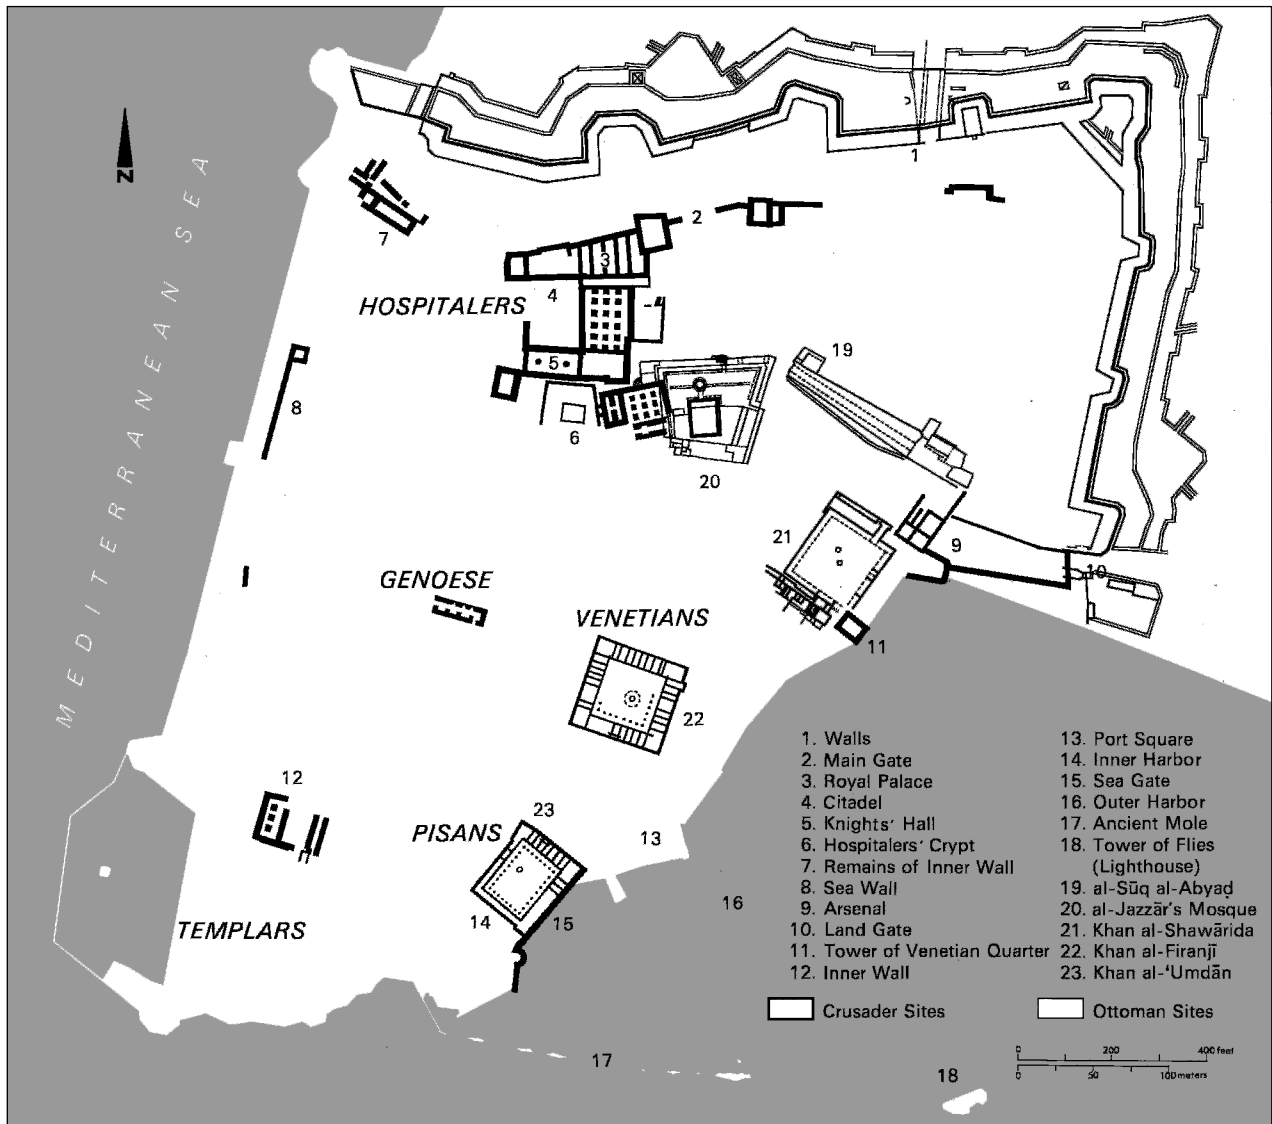 1
N
2
7
3
4
HOSPITALERS
19
5
8
6
20
21
9
10
GENOESE
VENETIANS
11
22
MEDITERRANEAN SEA
12
23
PISANS
13
16
14
15
TEMPLARS
17
18
1. Walls
2. Main Gate
3. Royal Palace
4. Citadel
5. Knights' Hall
6. Hospitalers' Crypt
7. Remains of Inner Wall
8. Sea Wall
9. Arsenal
10. Land Gate
11. Tower of Venetian Quarter
12. Inner Wall
13. Port Square
14. Inner Harbor
15. Sea Gate
16. Outer Harbor
17. Ancient Mole
18. Tower of Flies
(Lighthouse)
19. al-Sūq al-Abyaḍ
20. al-Jazzār's Mosque
21. Khan al-Shawārida
22. Khan al-Firanjī
23. Khan al-‘Umdān
Crusader Sites
Ottoman Sites
0 200 400 feet
0 50 100 meters